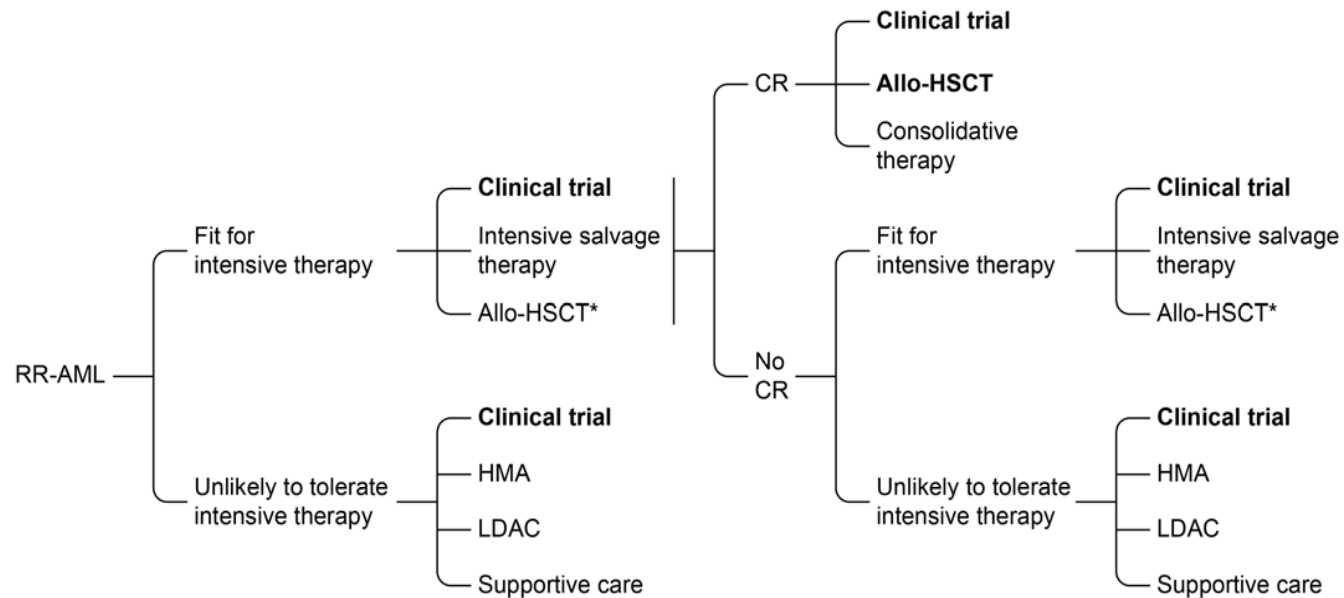 RR-AML
Fit for
intensive therapy
Clinical trial
Intensive salvage
therapy
Allo-HSCT*
Unlikely to tolerate
intensive therapy
Clinical trial
HMA
LDAC
Supportive care
CR
Clinical trial
Allo-HSCT
Consolidative
therapy
No
CR
Fit for
intensive therapy
Clinical trial
Intensive salvage
therapy
Allo-HSCT*
Unlikely to tolerate
intensive therapy
Clinical trial
HMA
LDAC
Supportive care